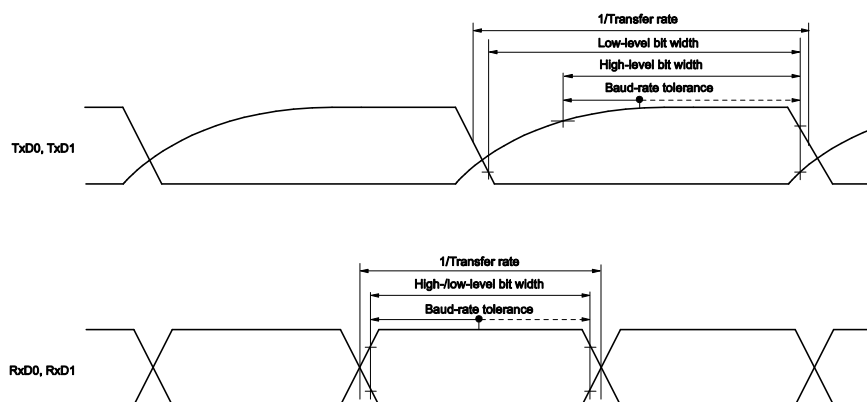 1/Transfer rate
Low-level bit width
High-level bit width
Baud-rate tolerance
TxD0, TxD1
1/Transfer rate
High-/low-level bit width
Baud-rate tolerance
RxD0, RxD1